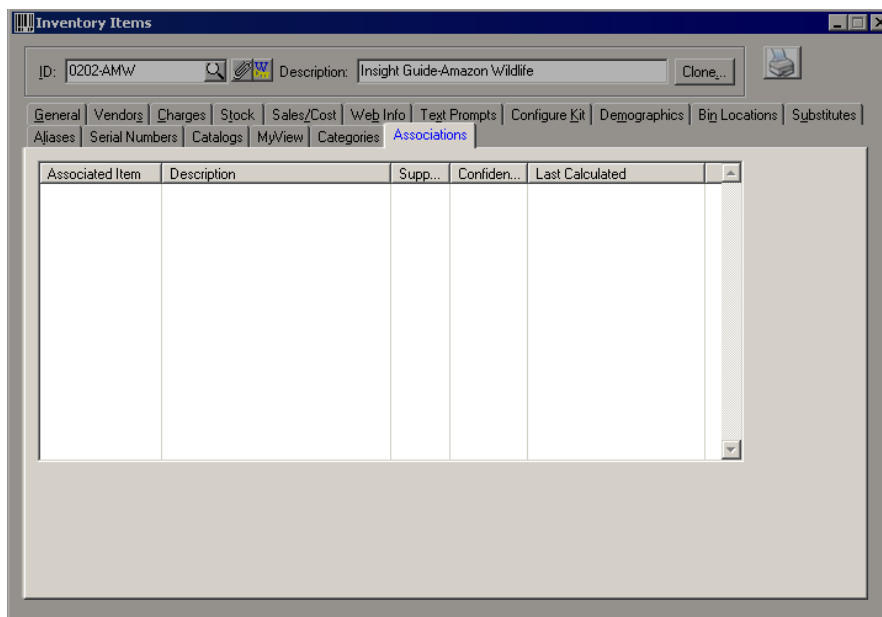 Inventory Items
ID: 0202-AMW W Description: Insight Guide-Amazon Wildlife Clone...
General Vendors Charges Stock Sales/Cost Web Info Text Prompts Configure Kit Demographics Bin Locations Substitutes
Aliases Serial Numbers Catalogs MyView Categories Associations
Associated Item Description Supp... Confiden... Last Calculated